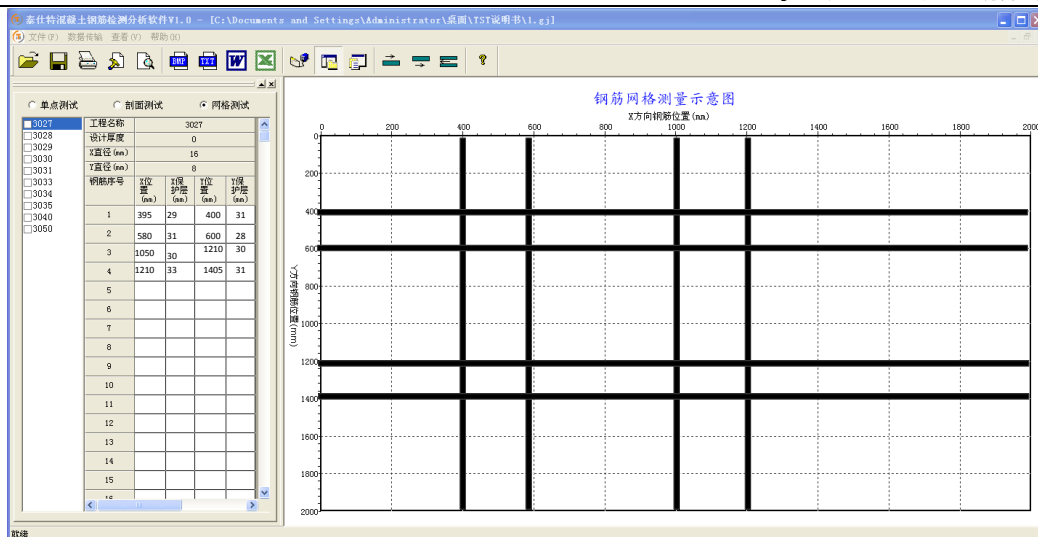 泰仕特混凝土钢筋检测分析软件V1.0 - [C:\Documents and Settings\Administrator\桌面\TST说明书\1.gj]
文件(F) 数据传输 查看(V) 帮助(H)
BMP TXT W X ?
单点测试 剖面测试 网格测试
3027
3028
3029
3030
3031
3033
3034
3035
3040
3050
工程名称 3027
设计厚度 0
X直径(mm) 16
Y直径(mm) 8
钢筋序号 X位置(mm) X保护层(mm) Y位置(mm) Y保护层(mm)
1 395 29 400 31
2 580 31 600 28
3 1050 30 1210 30
4 1210 33 1405 31
5
6
7
8
9
10
11
12
13
14
15
16
钢筋网格测量示意图
X方向钢筋位置(mm)
0 200 400 600 800 1000 1200 1400 1600 1800 2000
Y方向钢筋位置(mm)
0
200
400
600
800
1000
1200
1400
1600
1800
2000
就绪